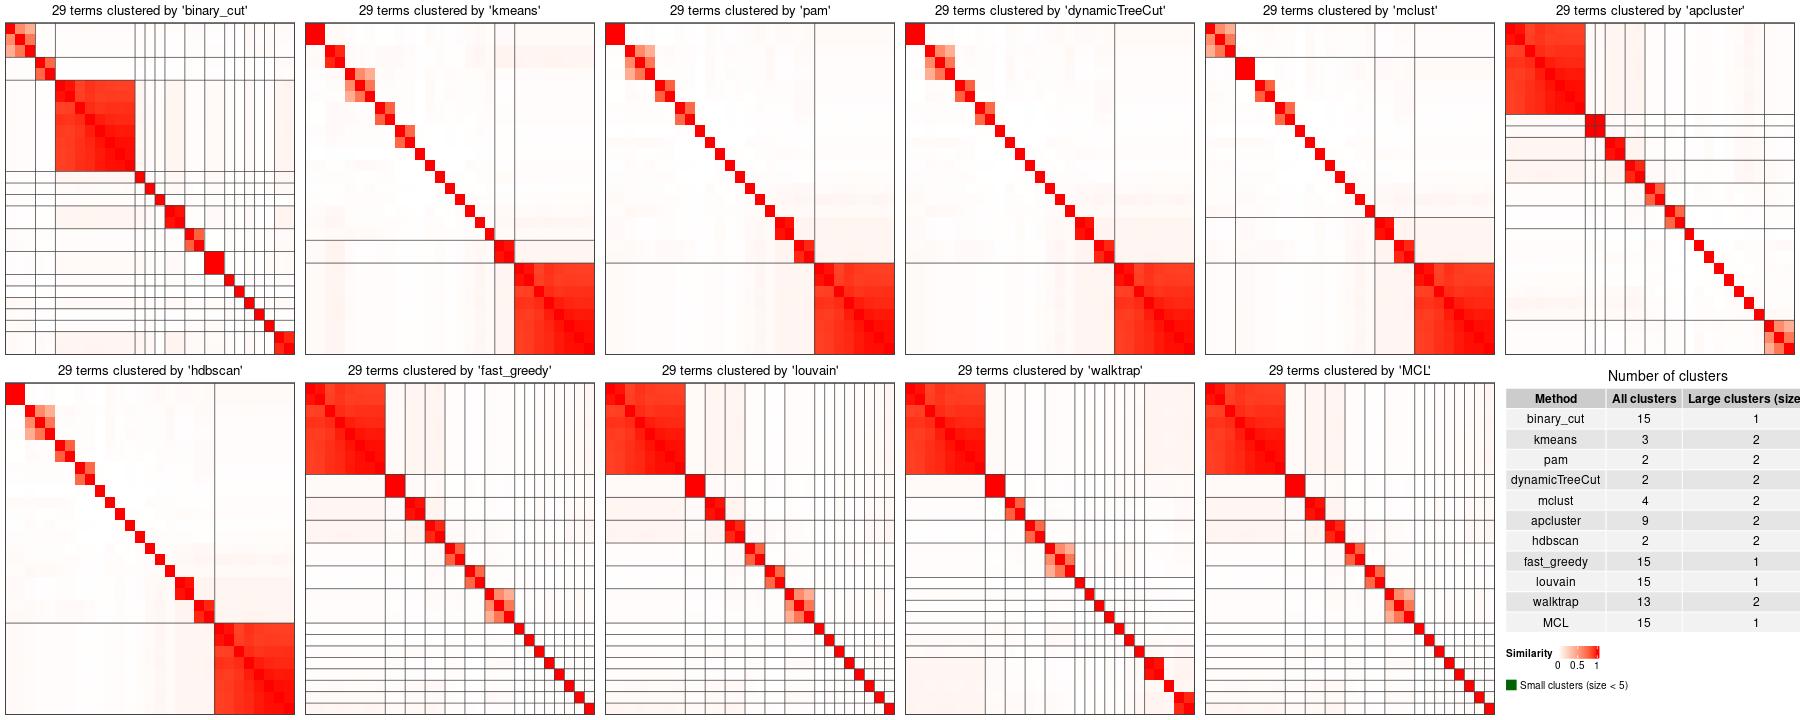 29 terms clustered by 'binary_cut'
29 terms clustered by 'kmeans'
29 terms clustered by 'pam'
29 terms clustered by 'dynamicTreeCut'
29 terms clustered by 'mclust'
29 terms clustered by 'apcluster'
29 terms clustered by 'hdbscan'
29 terms clustered by 'fast_greedy'
29 terms clustered by 'louvain'
29 terms clustered by 'walktrap'
29 terms clustered by 'MCL'
Number of clusters
Method All clusters Large clusters (size
binary_cut 15 1
kmeans 3 2
pam 2 2
dynamicTreeCut 2 2
mclust 4 2
apcluster 9 2
hdbscan 2 2
fast_greedy 15 1
louvain 15 1
walktrap 13 2
MCL 15 1
Similarity
0 0.5 1
Small clusters (size < 5)